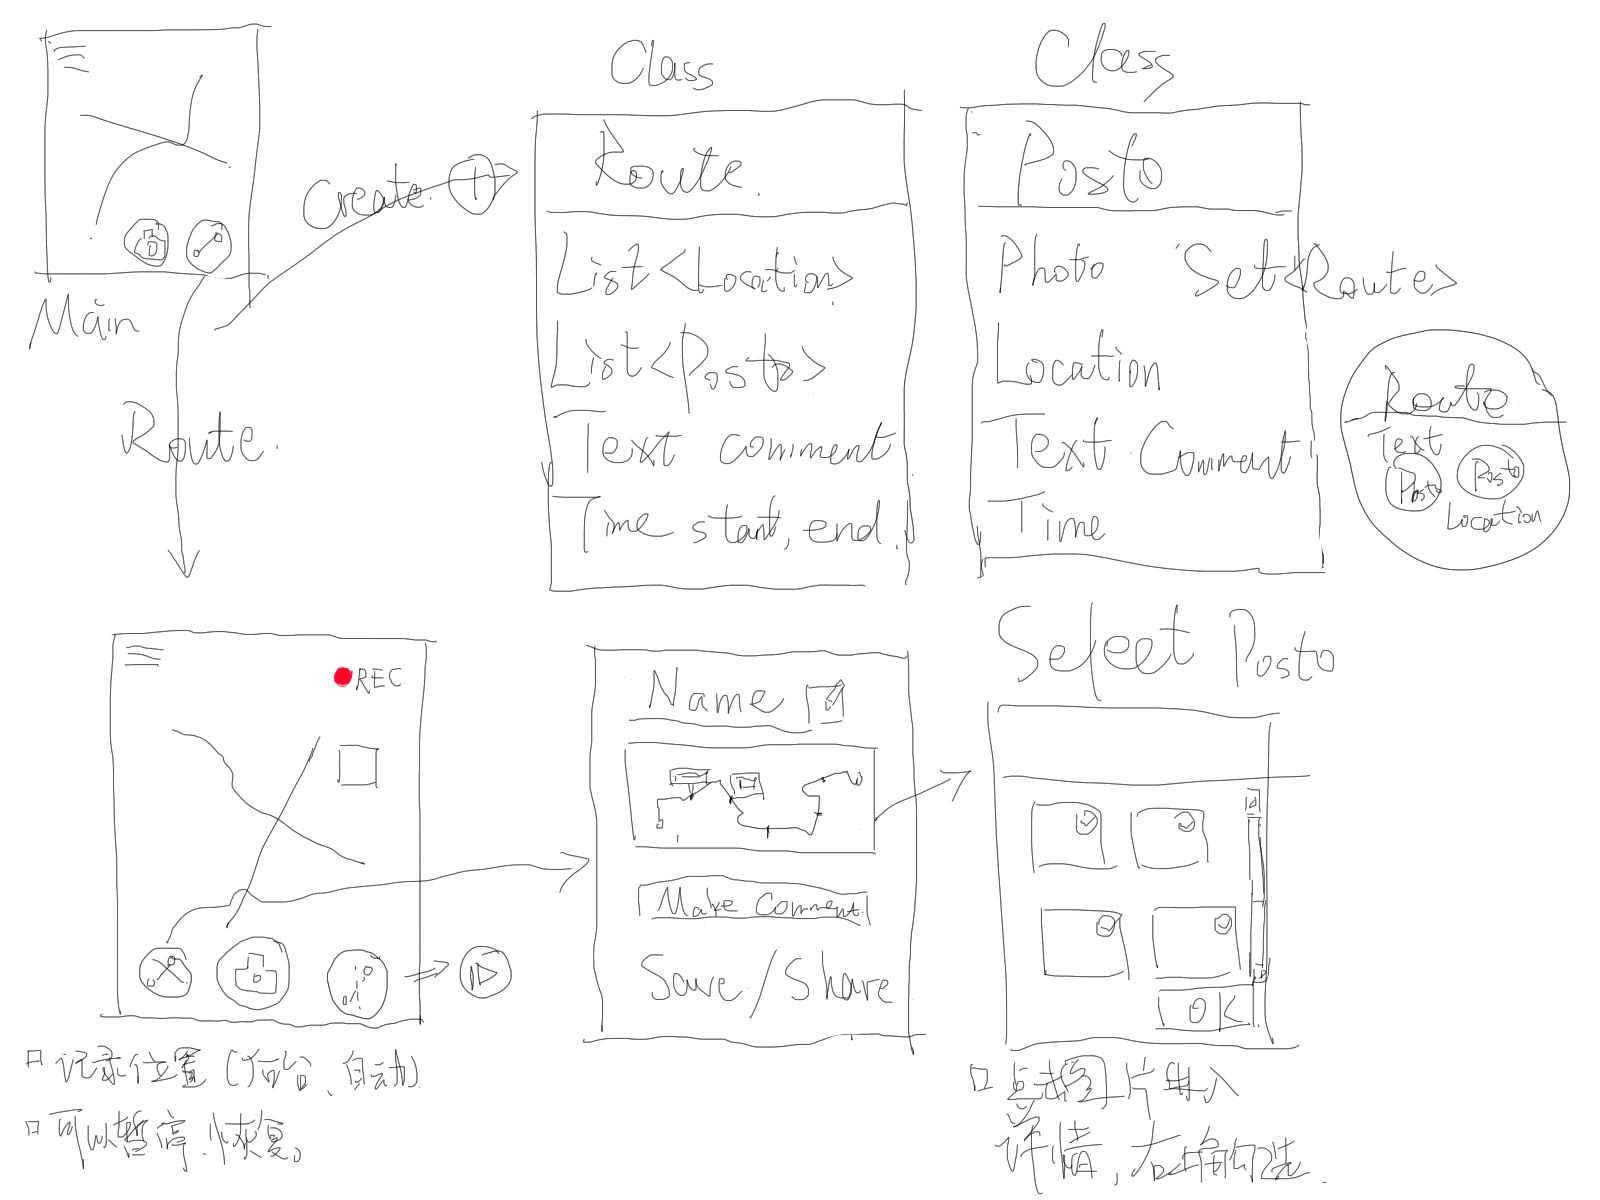 Main
Create
Route.
Class
Route.
List<Location>
List<Posto>
Text comment
Time start, end.
Class
Posto
Photo Set<Route>
Location
Text Comment
Time
Route
Text
Posto Posto
Location
REC
记录位置(后台、自动)
可以暂停、恢复。
Name
Make Comment
Save/Share
Select Posto
OK
点击图片进入
详情,右上角勾选.